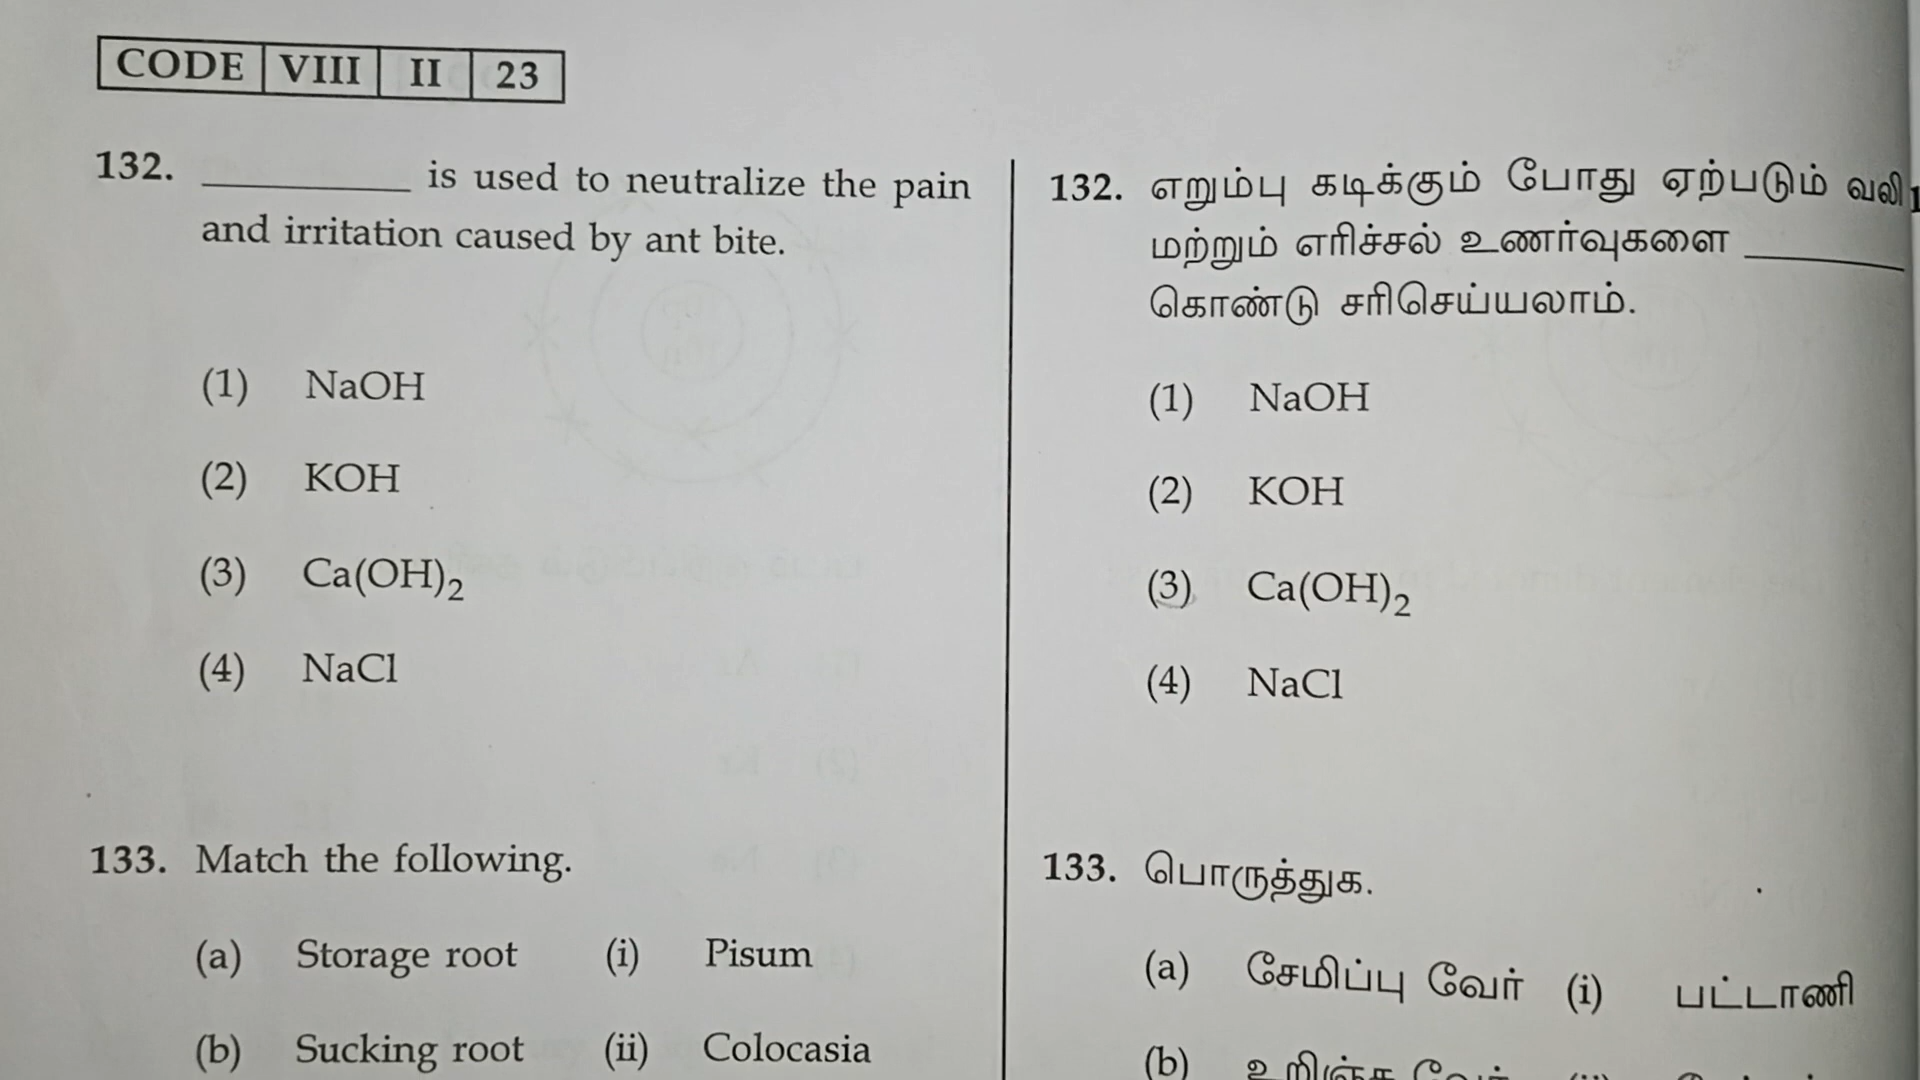 CODE VIII II 23
132. ________ is used to neutralize the pain
and irritation caused by ant bite.
(1) NaOH
(2) KOH
(3) Ca(OH)₂
(4) NaCl
133. Match the following.
(a) Storage root (i) Pisum
(b) Sucking root (ii) Colocasia
132. எறும்பு கடிக்கும் போது ஏற்படும் வலி
மற்றும் எரிச்சல் உணர்வுகளை ________
கொண்டு சரிசெய்யலாம்.
(1) NaOH
(2) KOH
(3) Ca(OH)₂
(4) NaCl
133. பொருத்துக.
(a) சேமிப்பு வேர் (i) பட்டாணி
(b)